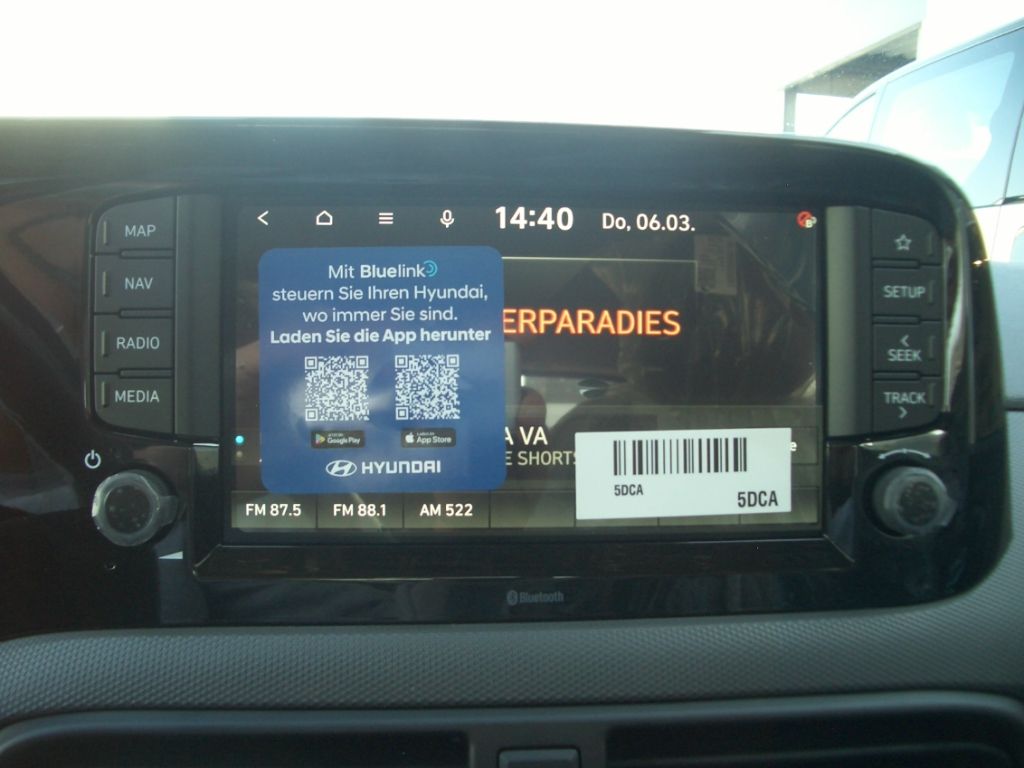 MAP
NAV
RADIO
MEDIA
14:40 Do, 06.03.
Mit Bluelink
steuern Sie Ihren Hyundai,
wo immer Sie sind.
Laden Sie die App herunter
Google Play
App Store
HYUNDAI
ERPARADIES
A VA
E SHORTS
e
5DCA
5DCA
FM 87.5 FM 88.1 AM 522
SETUP
SEEK
TRACK
Bluetooth